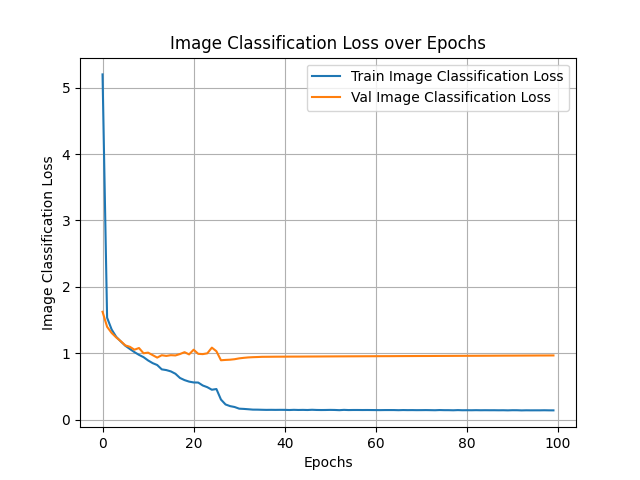 Image Classification Loss over Epochs
Train Image Classification Loss
Val Image Classification Loss
Image Classification Loss
5
4
3
2
1
0
0 20 40 60 80 100
Epochs